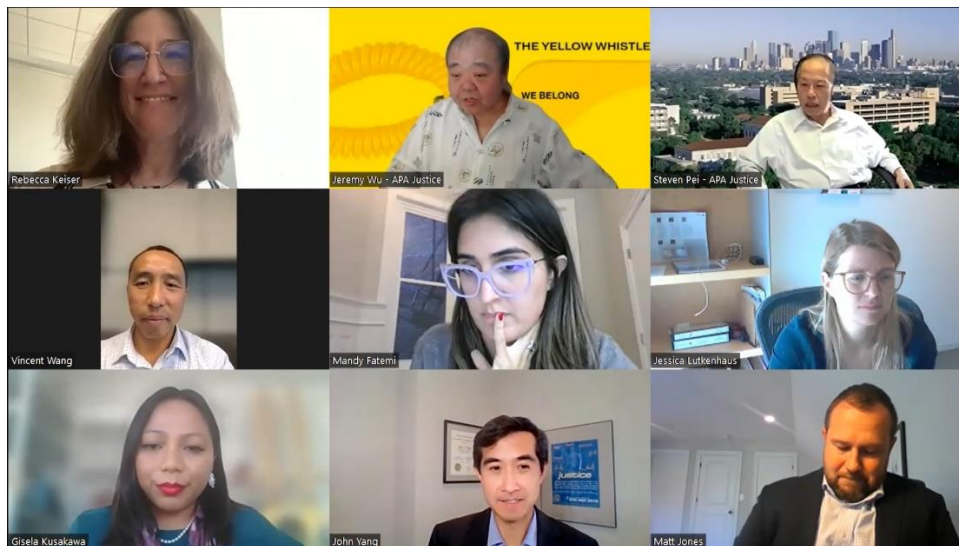 THE YELLOW WHISTLE
WE BELONG
Rebecca Keiser
Jeremy Wu - APA Justice
Steven Pei - APA Justice
Vincent Wang
Mandy Fatemi
Jessica Lutkenhaus
justice
Gisela Kusakawa
John Yang
Matt Jones